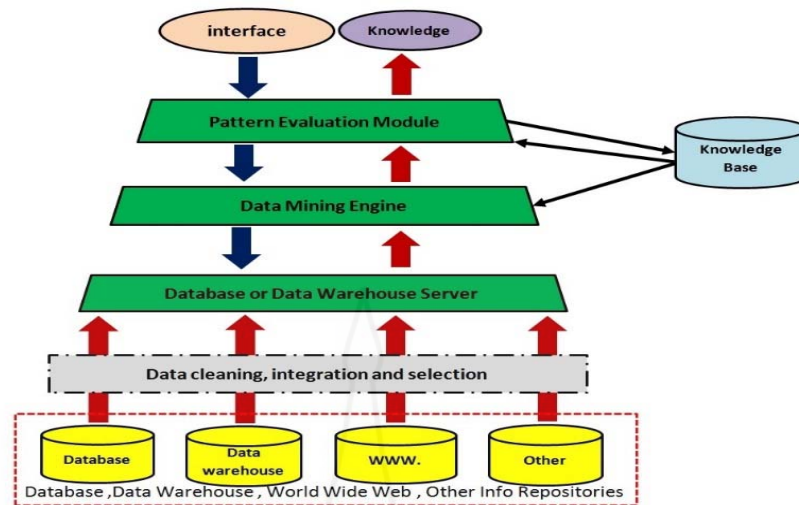 interface
Knowledge
Pattern Evaluation Module
Knowledge
Base
Data Mining Engine
Database or Data Warehouse Server
Data cleaning, integration and selection
Database
Data
warehouse
WWW.
Other
Database ,Data Warehouse , World Wide Web , Other Info Repositories